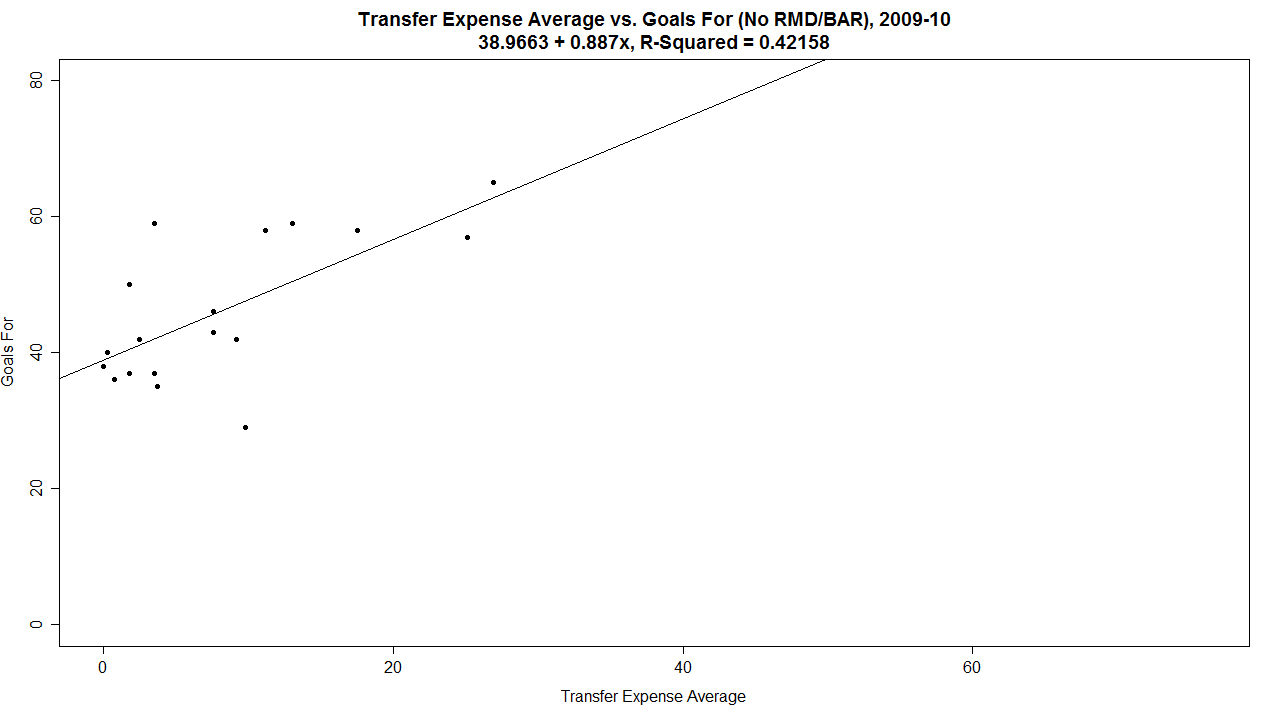 Transfer Expense Average vs. Goals For (No RMD/BAR), 2009-10
38.9663 + 0.887x, R-Squared = 0.42158
80
60
40
20
0
Goals For
0 20 40 60
Transfer Expense Average